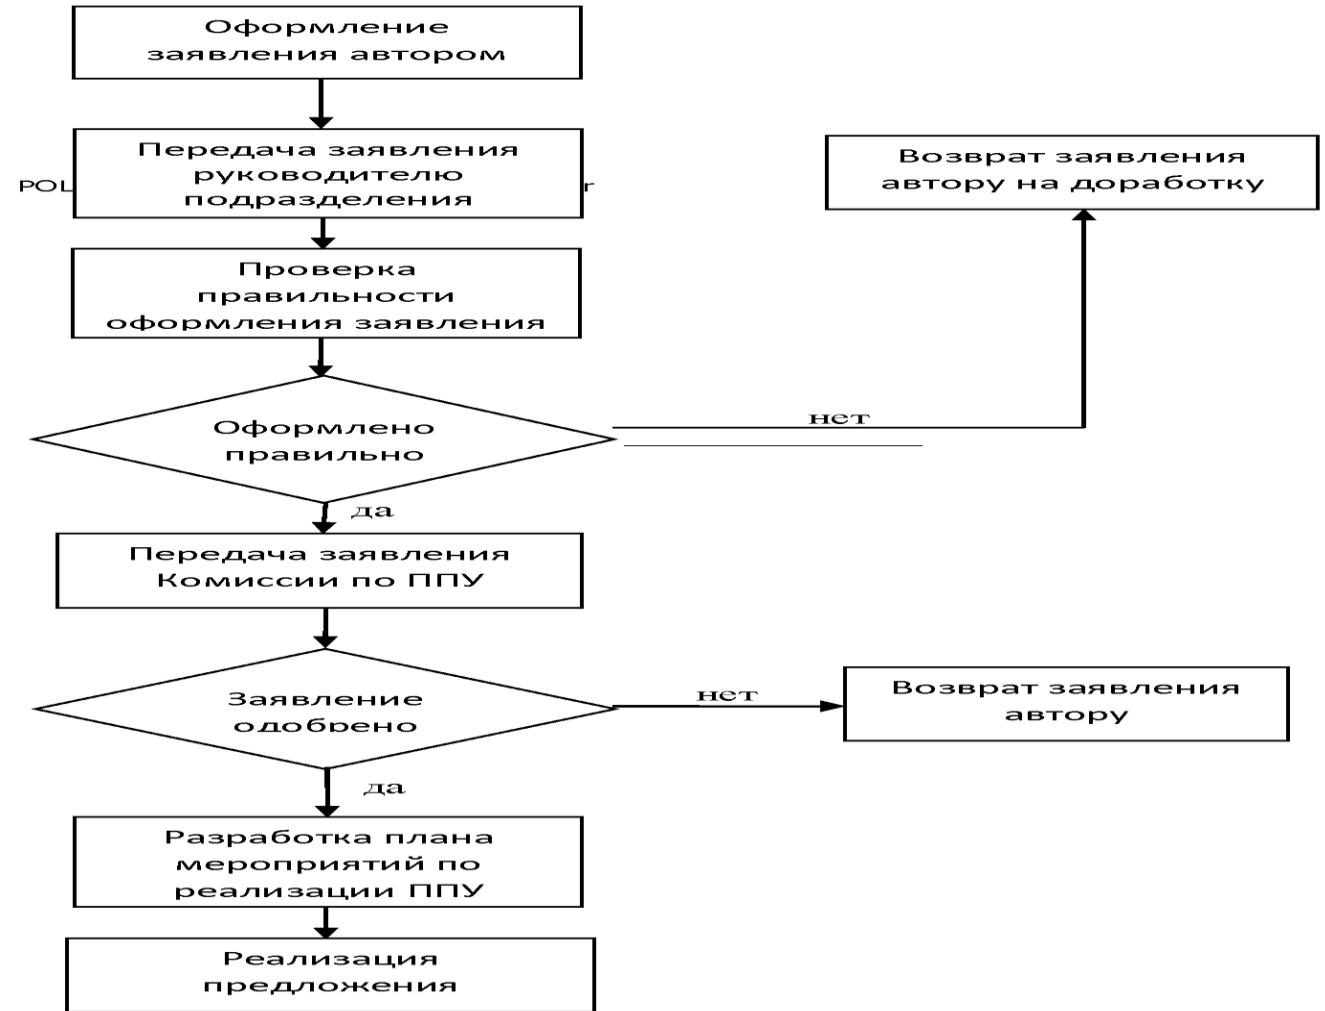 Оформление
заявления автором
Передача заявления
руководителю
подразделения
POL
r
Возврат заявления
автору на доработку
Проверка
правильности
оформления заявления
Оформлено
правильно
нет
да
Передача заявления
Комиссии по ППУ
Заявление
одобрено
нет
Возврат заявления
автору
да
Разработка плана
мероприятий по
реализации ППУ
Реализация
предложения